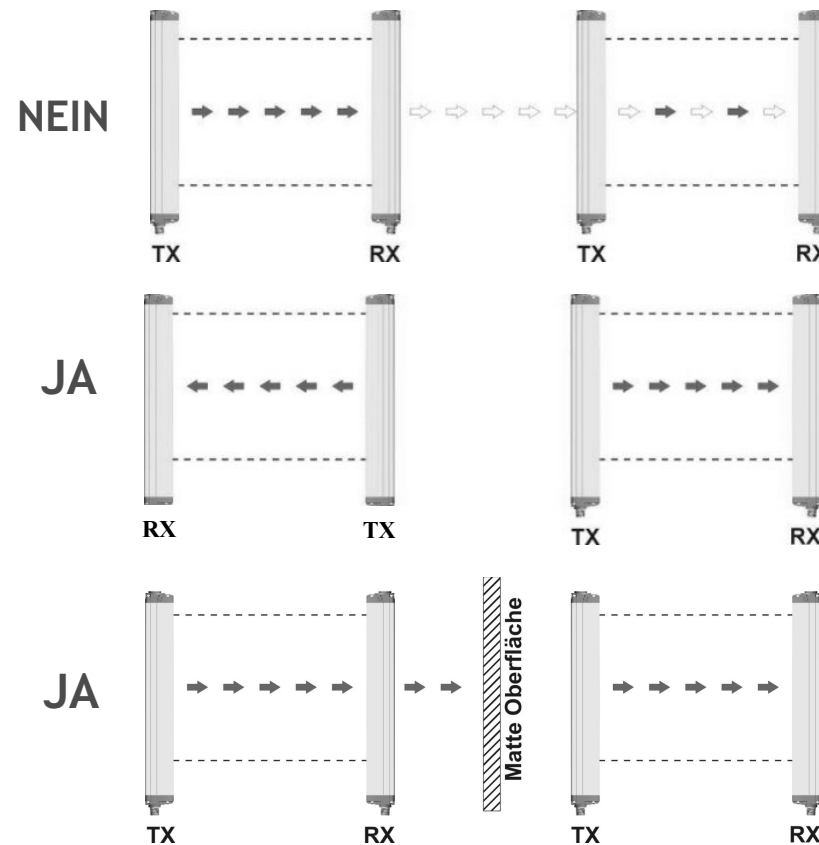 NEIN
TX RX TX RX
JA
RX TX TX RX
JA
Matte Oberfläche
TX RX TX RX